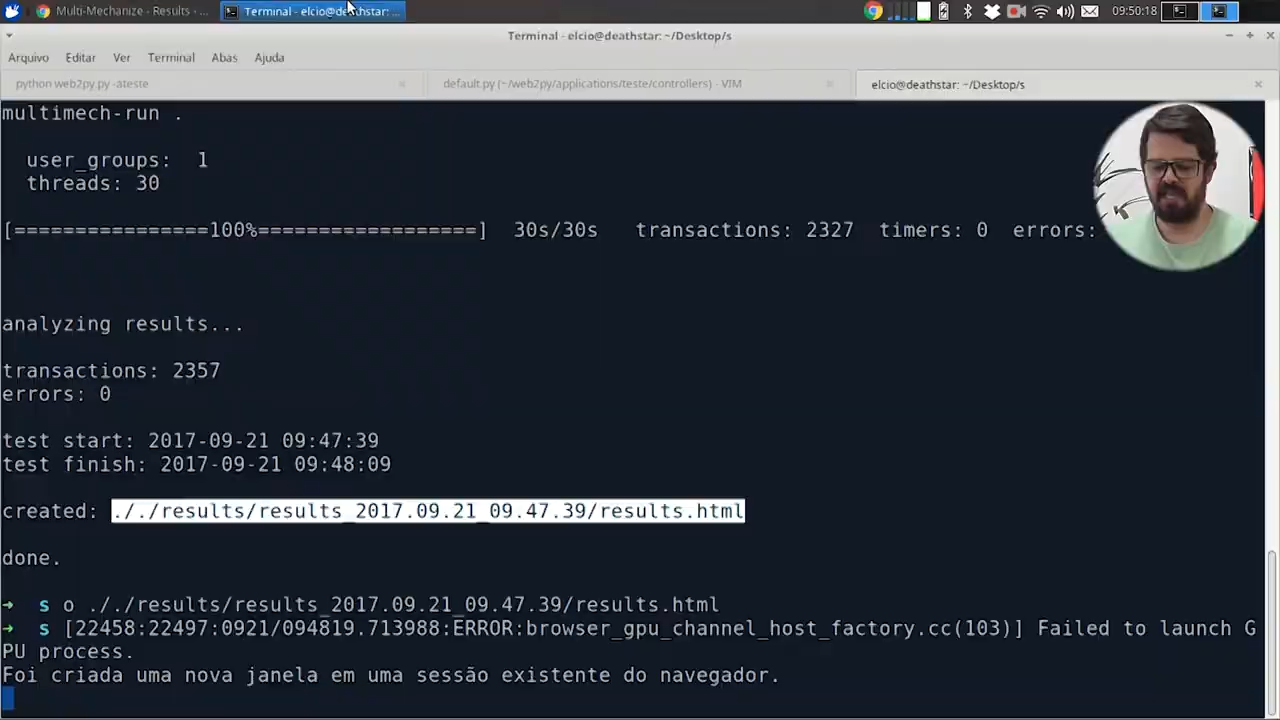 Multi-Mechanize - Results - ...
Terminal - elcio@deathstar: ...
09:50:18
Terminal - elcio@deathstar: ~/Desktop/s
Arquivo Editar Ver Terminal Abas Ajuda
python web2py.py -ateste
default.py (~/web2py/applications/teste/controllers) - VIM
elcio@deathstar: ~/Desktop/s
multimech-run .
user_groups: 1
threads: 30
[================100%==================] 30s/30s transactions: 2327 timers: 0 errors:
analyzing results...
transactions: 2357
errors: 0
test start: 2017-09-21 09:47:39
test finish: 2017-09-21 09:48:09
created: ././results/results_2017.09.21_09.47.39/results.html
done.
➜ s o ././results/results_2017.09.21_09.47.39/results.html
➜ s [22458:22497:0921/094819.713988:ERROR:browser_gpu_channel_host_factory.cc(103)] Failed to launch G
PU process.
Foi criada uma nova janela em uma sessão existente do navegador.